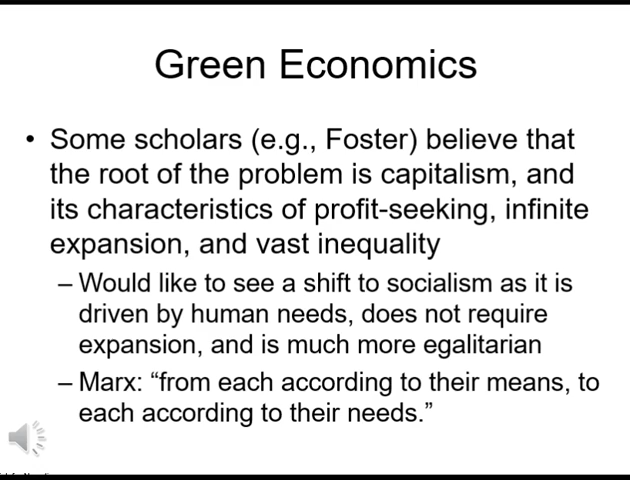 Green Economics
• Some scholars (e.g., Foster) believe that
the root of the problem is capitalism, and
its characteristics of profit-seeking, infinite
expansion, and vast inequality
– Would like to see a shift to socialism as it is
driven by human needs, does not require
expansion, and is much more egalitarian
– Marx: “from each according to their means, to
each according to their needs.”